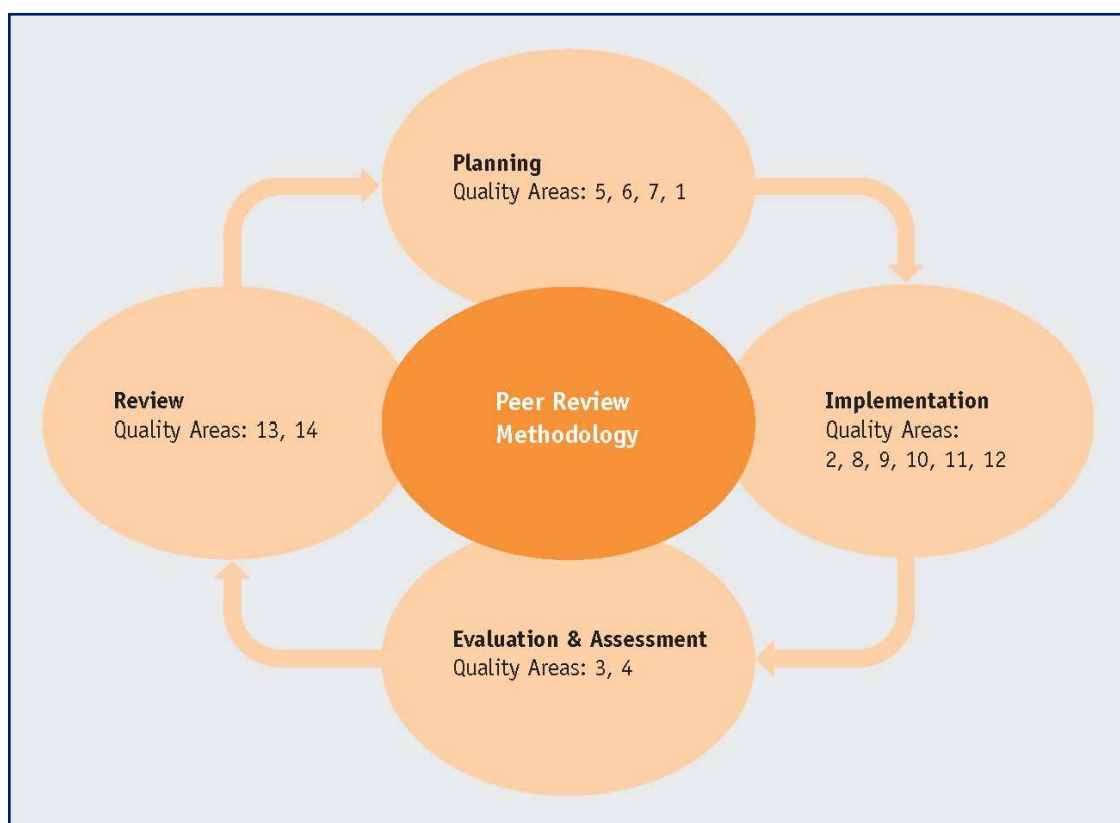 Planning
Quality Areas: 5, 6, 7, 1
Review
Quality Areas: 13, 14
Peer Review
Methodology
Implementation
Quality Areas:
2, 8, 9, 10, 11, 12
Evaluation & Assessment
Quality Areas: 3, 4